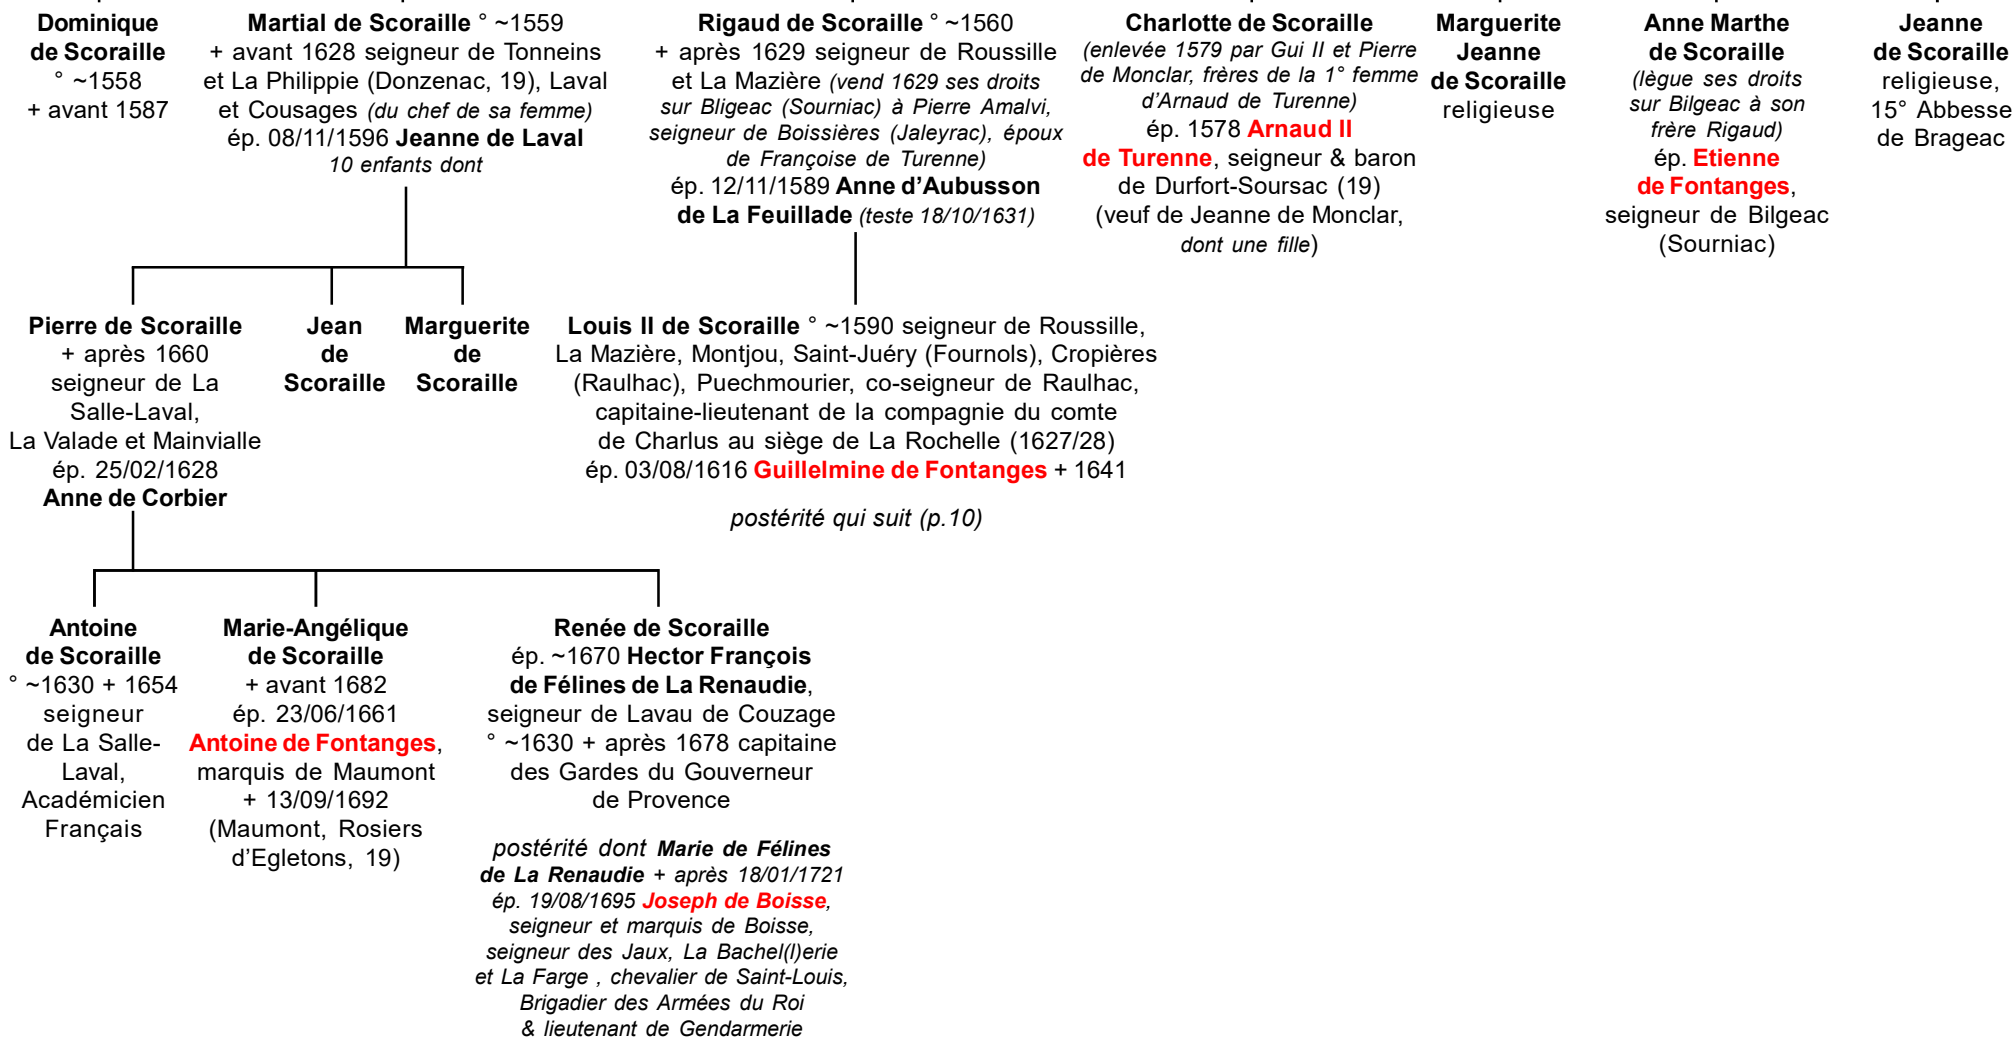 Dominique
de Scoraille
° ~1558
+ avant 1587
Martial de Scoraille ° ~1559
+ avant 1628 seigneur de Tonneins
et La Philippie (Donzenac, 19), Laval
et Cousages (du chef de sa femme)
ép. 08/11/1596 Jeanne de Laval
10 enfants dont
Rigaud de Scoraille ° ~1560
+ après 1629 seigneur de Roussille
et La Mazière (vend 1629 ses droits
sur Bligeac (Sourniac) à Pierre Amalvi,
seigneur de Boissières (Jaleyrac), époux
de Françoise de Turenne)
ép. 12/11/1589 Anne d'Aubusson
de La Feuillade (teste 18/10/1631)
Charlotte de Scoraille
(enlevée 1579 par Gui II et Pierre
de Monclar, frères de la 1° femme
d'Arnaud de Turenne)
ép. 1578 Arnaud II
de Turenne, seigneur & baron
de Durfort-Soursac (19)
(veuf de Jeanne de Monclar,
dont une fille)
Marguerite
Jeanne
de Scoraille
religieuse
Anne Marthe
de Scoraille
(lègue ses droits
sur Bilgeac à son
frère Rigaud)
ép. Etienne
de Fontanges,
seigneur de Bilgeac
(Sourniac)
Jeanne
de Scoraille
religieuse,
15° Abbesse
de Brageac
Pierre de Scoraille
+ après 1660
seigneur de La
Salle-Laval,
La Valade et Mainvialle
ép. 25/02/1628
Anne de Corbier
Jean
de
Scoraille
Marguerite
de
Scoraille
Louis II de Scoraille ° ~1590 seigneur de Roussille,
La Mazière, Montjou, Saint-Juéry (Fournols), Cropières
(Raulhac), Puechmourier, co-seigneur de Raulhac,
capitaine-lieutenant de la compagnie du comte
de Charlus au siège de La Rochelle (1627/28)
ép. 03/08/1616 Guillelmine de Fontanges + 1641
postérité qui suit (p.10)
Antoine
de Scoraille
° ~1630 + 1654
seigneur
de La Salle-
Laval,
Académicien
Français
Marie-Angélique
de Scoraille
+ avant 1682
ép. 23/06/1661
Antoine de Fontanges,
marquis de Maumont
+ 13/09/1692
(Maumont, Rosiers
d'Egletons, 19)
Renée de Scoraille
ép. ~1670 Hector François
de Félines de La Renaudie,
seigneur de Lavau de Couzage
° ~1630 + après 1678 capitaine
des Gardes du Gouverneur
de Provence
postérité dont Marie de Félines
de La Renaudie + après 18/01/1721
ép. 19/08/1695 Joseph de Boisse,
seigneur et marquis de Boisse,
seigneur des Jaux, La Bachel(l)erie
et La Farge , chevalier de Saint-Louis,
Brigadier des Armées du Roi
& lieutenant de Gendarmerie